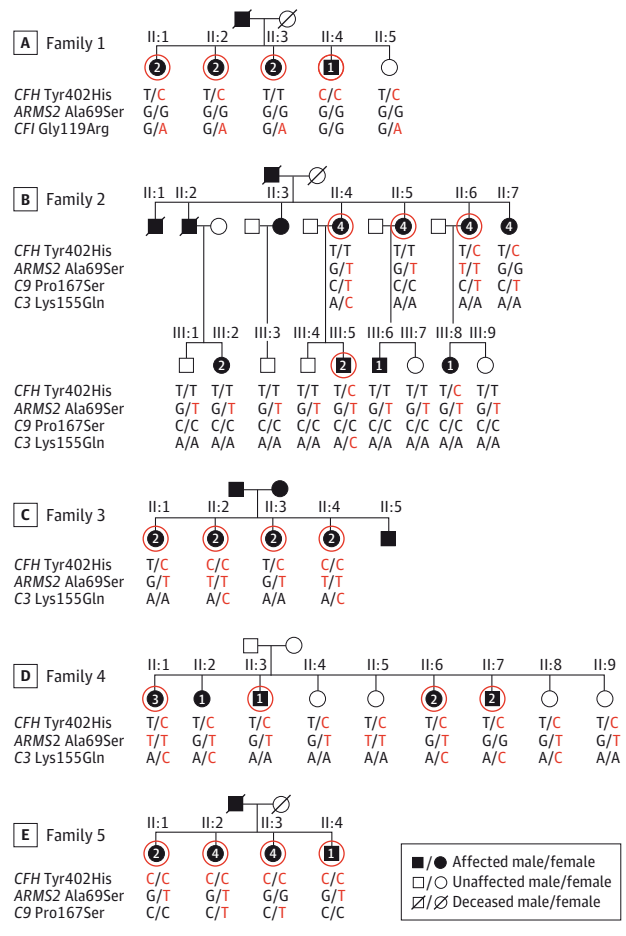 A Family 1
II:1 II:2 II:3 II:4 II:5
2 2 2 1
CFH Tyr402His T/C T/C T/T C/C T/C
ARMS2 Ala69Ser G/G G/G G/G G/G G/G
CFI Gly119Arg G/A G/A G/A G/G G/A
B Family 2
II:1 II:2 II:3 II:4 II:5 II:6 II:7
4 4 4 4
CFH Tyr402His T/T T/T T/C T/C
ARMS2 Ala69Ser G/T G/T T/T G/G
C9 Pro167Ser C/T C/C C/T C/T
C3 Lys155Gln A/C A/A A/A A/A
III:1 III:2 III:3 III:4 III:5 III:6 III:7 III:8 III:9
2 2 1 1
CFH Tyr402His T/T T/T T/T T/T T/C T/T T/T T/C T/T
ARMS2 Ala69Ser G/T G/T G/T G/T G/T G/T G/T G/T G/T
C9 Pro167Ser C/C C/C C/C C/C C/C C/C C/C C/C C/C
C3 Lys155Gln A/A A/A A/A A/A A/C A/A A/A A/A A/A
C Family 3
II:1 II:2 II:3 II:4 II:5
2 2 2 2
CFH Tyr402His T/C C/C T/C C/C
ARMS2 Ala69Ser G/T T/T G/T T/T
C3 Lys155Gln A/A A/C A/A A/C
D Family 4
II:1 II:2 II:3 II:4 II:5 II:6 II:7 II:8 II:9
3 1 1 2 2
CFH Tyr402His T/C T/C T/C T/C T/C T/C T/C T/C T/C
ARMS2 Ala69Ser T/T G/T G/T G/T T/T G/T G/G G/T G/T
C3 Lys155Gln A/C A/C A/A A/A A/A A/C A/C A/C A/A
E Family 5
II:1 II:2 II:3 II:4
2 4 4 1
CFH Tyr402His C/C C/C C/C C/C
ARMS2 Ala69Ser G/T G/T G/G G/T
C9 Pro167Ser C/C C/T C/T C/C
/ Affected male/female
/ Unaffected male/female
/ Deceased male/female